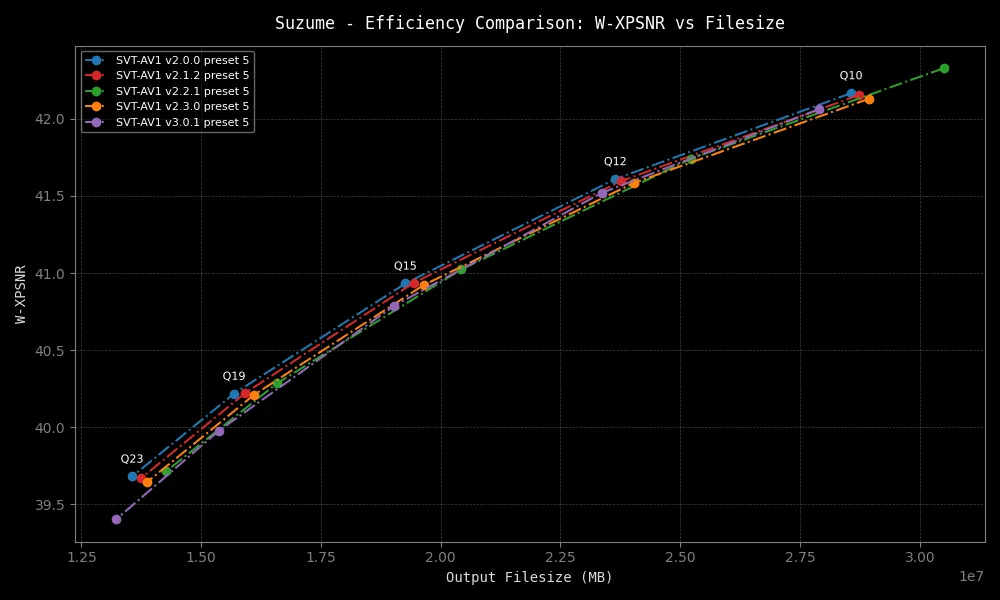 Suzume - Efficiency Comparison: W-XPSNR vs Filesize
SVT-AV1 v2.0.0 preset 5
SVT-AV1 v2.1.2 preset 5
SVT-AV1 v2.2.1 preset 5
SVT-AV1 v2.3.0 preset 5
SVT-AV1 v3.0.1 preset 5
Q10
Q12
Q15
Q19
Q23
W-XPSNR
42.0
41.5
41.0
40.5
40.0
39.5
1.25 1.50 1.75 2.00 2.25 2.50 2.75 3.00
1e7
Output Filesize (MB)